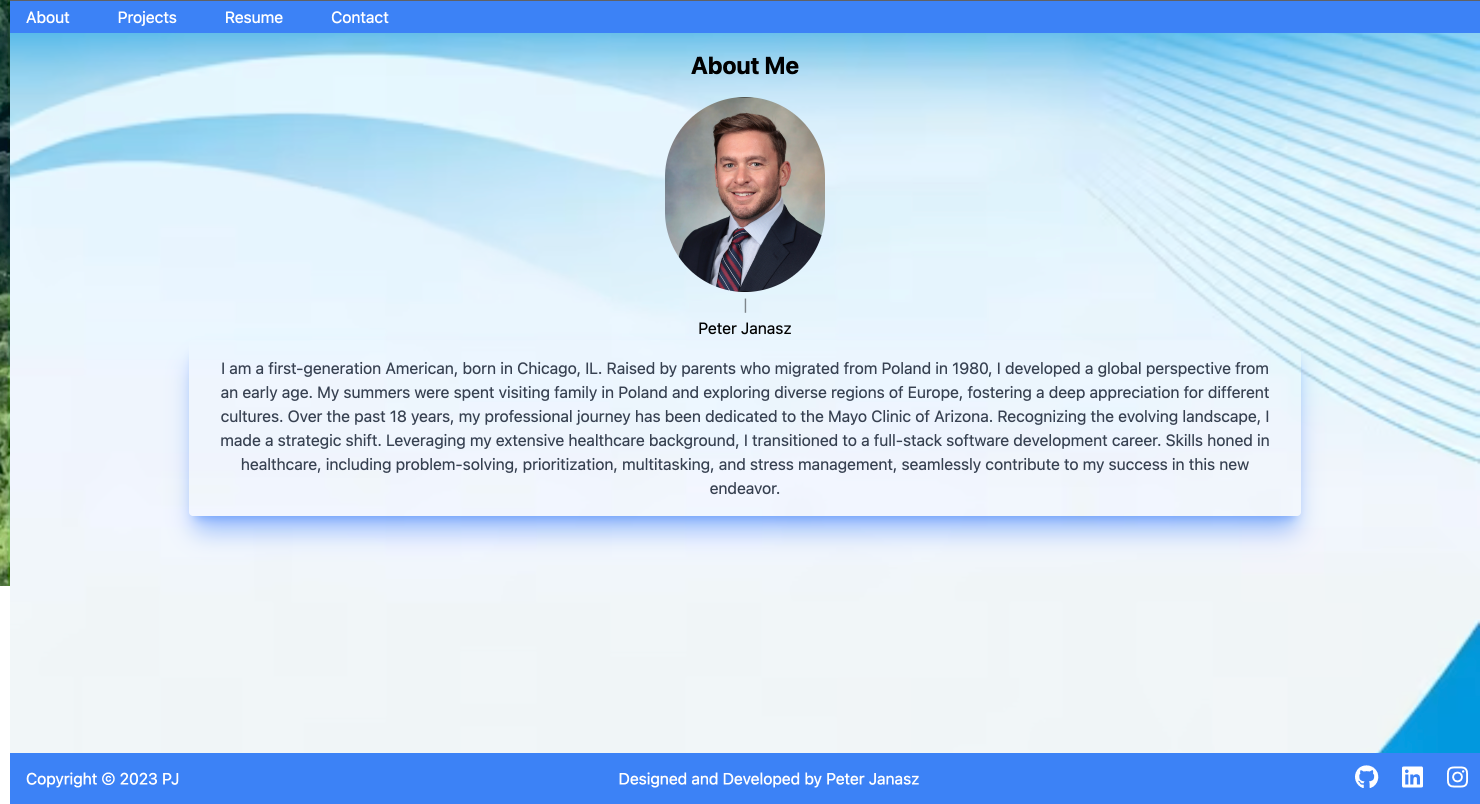 About Projects Resume Contact
About Me
|
Peter Janasz
I am a first-generation American, born in Chicago, IL. Raised by parents who migrated from Poland in 1980, I developed a global perspective from
an early age. My summers were spent visiting family in Poland and exploring diverse regions of Europe, fostering a deep appreciation for different
cultures. Over the past 18 years, my professional journey has been dedicated to the Mayo Clinic of Arizona. Recognizing the evolving landscape, I
made a strategic shift. Leveraging my extensive healthcare background, I transitioned to a full-stack software development career. Skills honed in
healthcare, including problem-solving, prioritization, multitasking, and stress management, seamlessly contribute to my success in this new
endeavor.
Copyright © 2023 PJ Designed and Developed by Peter Janasz